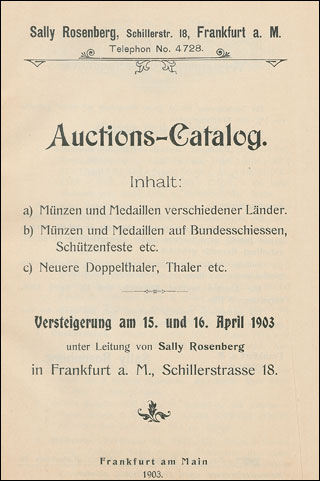 Sally Rosenberg, Schillerstr. 18, Frankfurt a. M.
Telephon No. 4728.
Auctions-Catalog.
Inhalt:
a) Münzen und Medaillen verschiedener Länder.
b) Münzen und Medaillen auf Bundesschiessen,
Schützenfeste etc.
c) Neuere Doppelthaler, Thaler etc.
Versteigerung am 15. und 16. April 1903
unter Leitung von Sally Rosenberg
in Frankfurt a. M., Schillerstrasse 18.
Frankfurt am Main
1903.